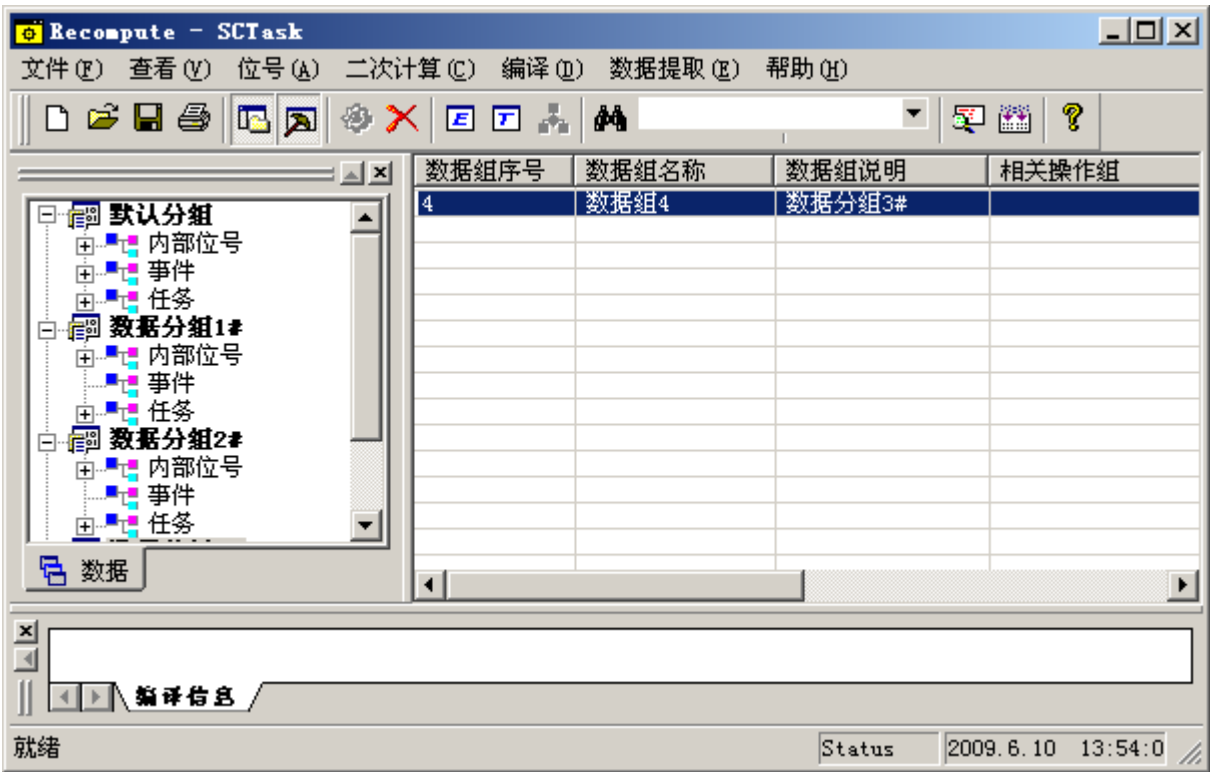 Recompute - SCTask
文件(F) 查看(V) 位号(A) 二次计算(C) 编译(D) 数据提取(E) 帮助(H)
E T
数据组序号 数据组名称 数据组说明 相关操作组
4 数据组4 数据分组3#
默认分组
内部位号
事件
任务
数据分组1#
内部位号
事件
任务
数据分组2#
内部位号
事件
任务
数据
编译信息
就绪 Status 2009.6.10 13:54:0